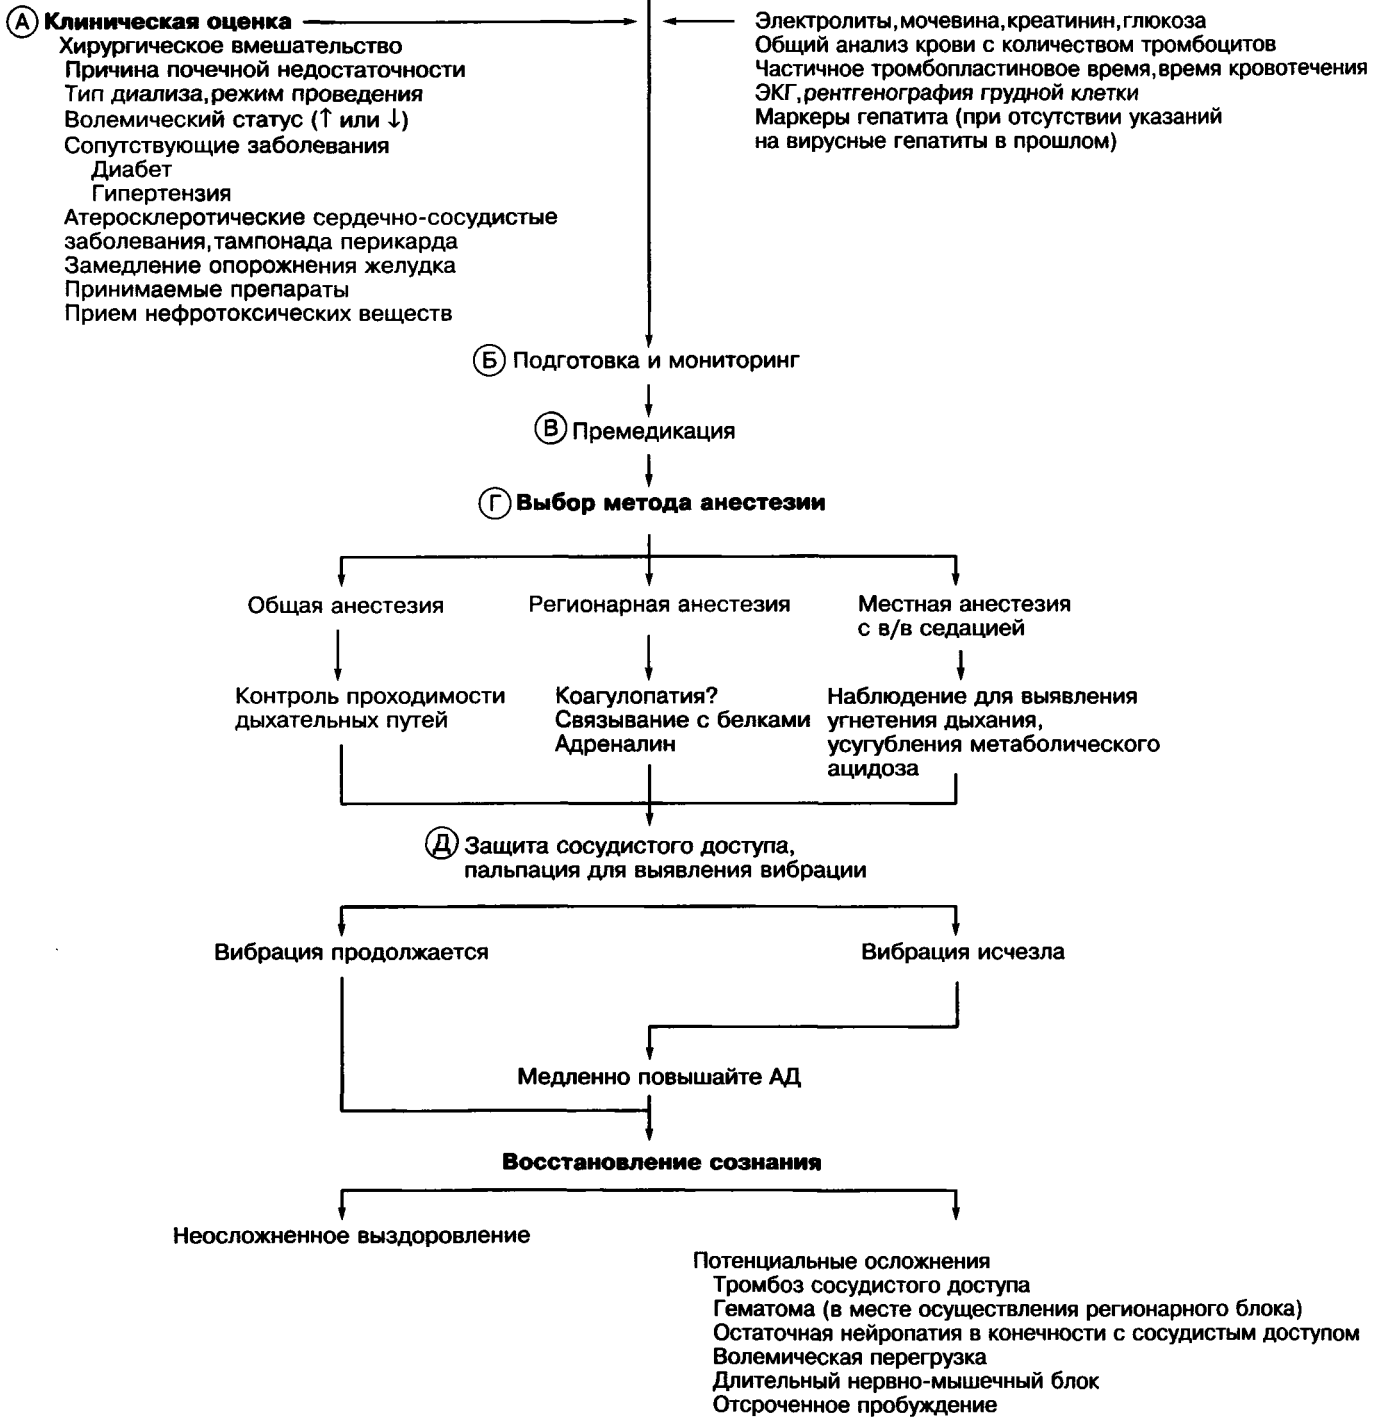 А Клиническая оценка
Хирургическое вмешательство
Причина почечной недостаточности
Тип диализа, режим проведения
Волемический статус (↑ или ↓)
Сопутствующие заболевания
Диабет
Гипертензия
Атеросклеротические сердечно-сосудистые
заболевания, тампонада перикарда
Замедление опорожнения желудка
Принимаемые препараты
Прием нефротоксических веществ
Электролиты, мочевина, креатинин, глюкоза
Общий анализ крови с количеством тромбоцитов
Частичное тромбопластиновое время, время кровотечения
ЭКГ, рентгенография грудной клетки
Маркеры гепатита (при отсутствии указаний
на вирусные гепатиты в прошлом)
Б Подготовка и мониторинг
В Премедикация
Г Выбор метода анестезии
Общая анестезия
Регионарная анестезия
Местная анестезия
с в/в седацией
Контроль проходимости
дыхательных путей
Коагулопатия?
Связывание с белками
Адреналин
Наблюдение для выявления
угнетения дыхания,
усугубления метаболического
ацидоза
Д Защита сосудистого доступа,
пальпация для выявления вибрации
Вибрация продолжается
Вибрация исчезла
Медленно повышайте АД
Восстановление сознания
Неосложненное выздоровление
Потенциальные осложнения
Тромбоз сосудистого доступа
Гематома (в месте осуществления регионарного блока)
Остаточная нейропатия в конечности с сосудистым доступом
Волемическая перегрузка
Длительный нервно-мышечный блок
Отсроченное пробуждение